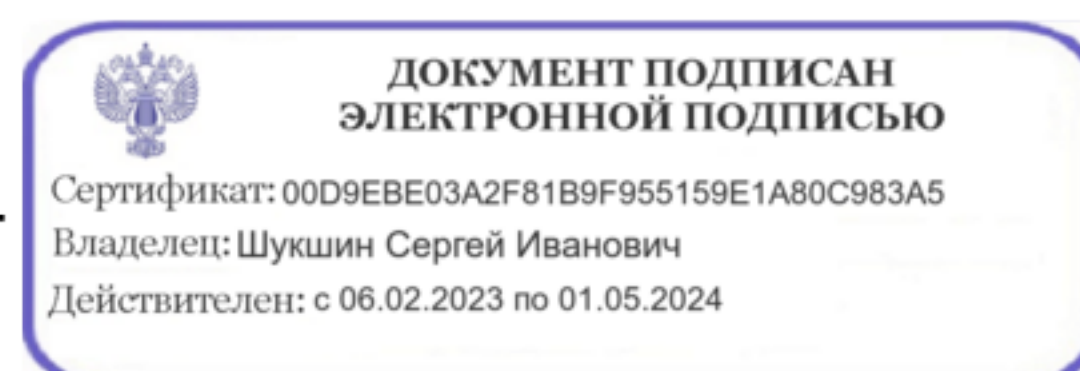 ДОКУМЕНТ ПОДПИСАН
ЭЛЕКТРОННОЙ ПОДПИСЬЮ
Сертификат: 00D9EBE03A2F81B9F955159E1A80C983A5
Владелец: Шукшин Сергей Иванович
Действителен: с 06.02.2023 по 01.05.2024